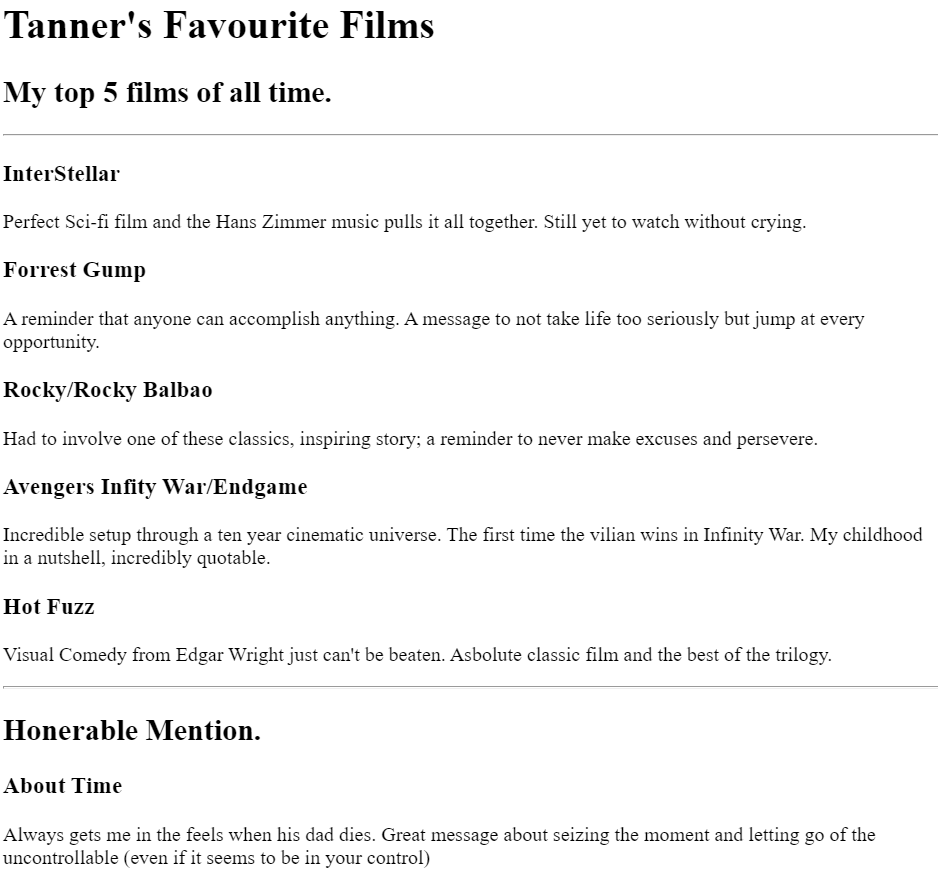 Tanner's Favourite Films
My top 5 films of all time.
InterStellar
Perfect Sci-fi film and the Hans Zimmer music pulls it all together. Still yet to watch without crying.
Forrest Gump
A reminder that anyone can accomplish anything. A message to not take life too seriously but jump at every
opportunity.
Rocky/Rocky Balbao
Had to involve one of these classics, inspiring story; a reminder to never make excuses and persevere.
Avengers Infity War/Endgame
Incredible setup through a ten year cinematic universe. The first time the vilian wins in Infinity War. My childhood
in a nutshell, incredibly quotable.
Hot Fuzz
Visual Comedy from Edgar Wright just can't be beaten. Asbolute classic film and the best of the trilogy.
Honerable Mention.
About Time
Always gets me in the feels when his dad dies. Great message about seizing the moment and letting go of the
uncontrollable (even if it seems to be in your control)